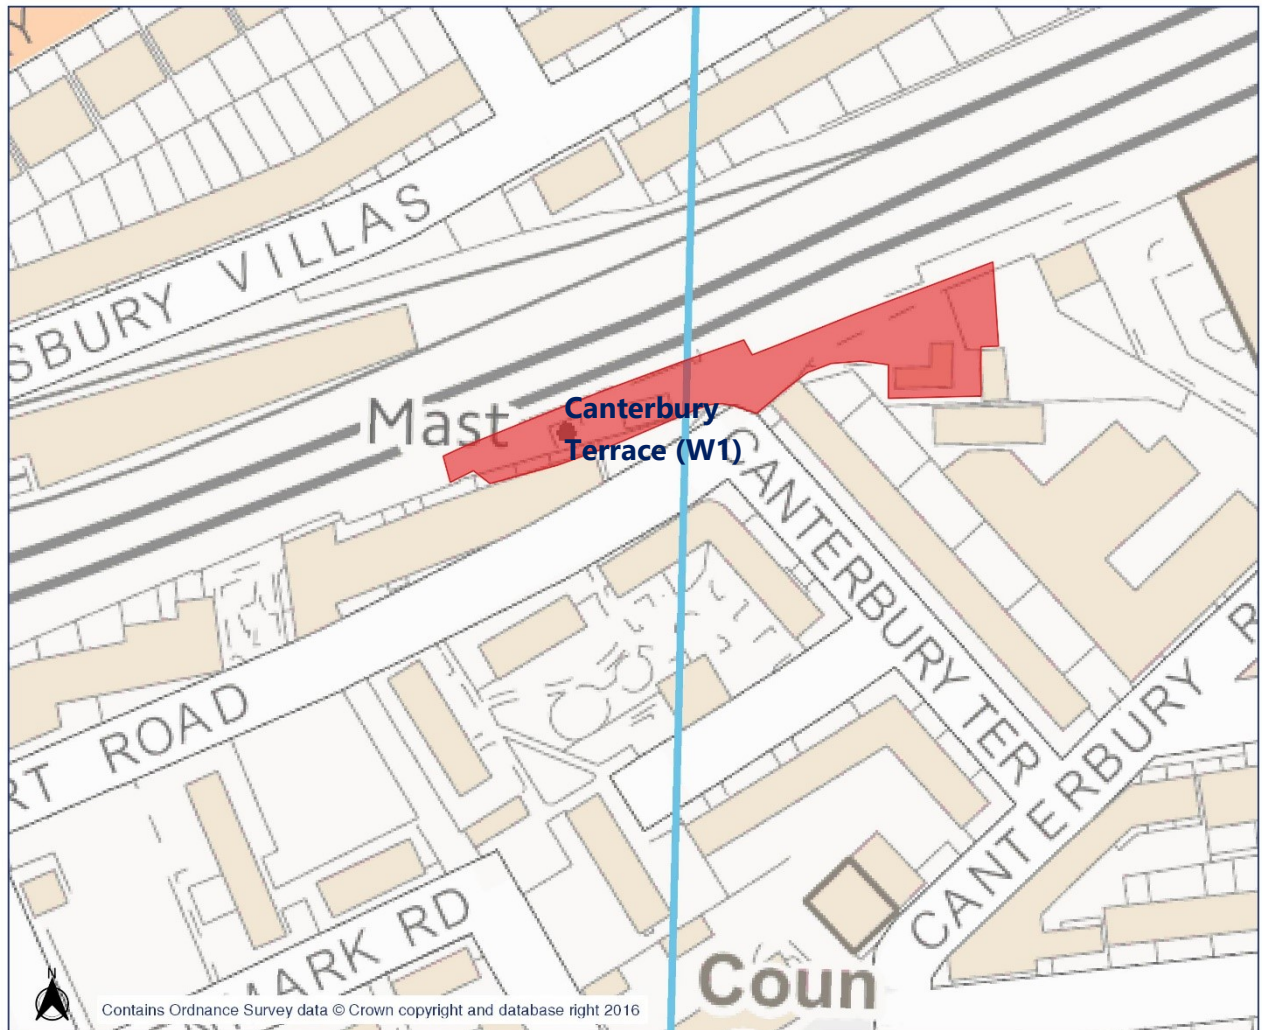 SBURY VILLAS
Mast
Canterbury
Terrace (W1)
CANTERBURY TER
RT ROAD
CANTERBURY R
MARK RD
Coun
N
Contains Ordnance Survey data © Crown copyright and database right 2016